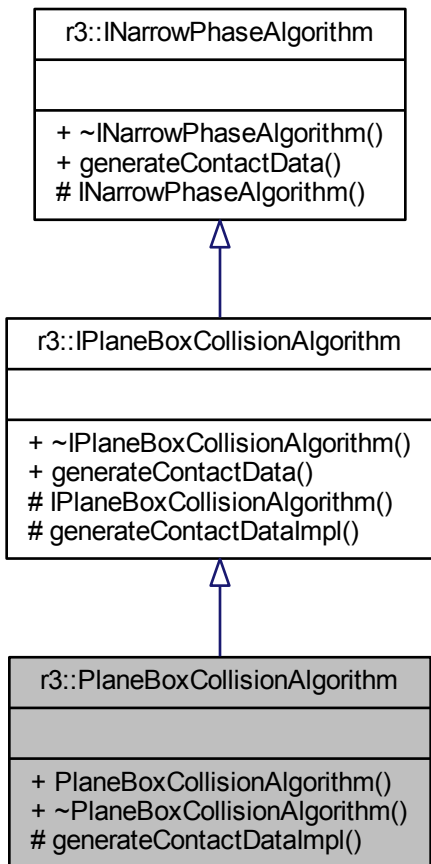 r3::INarrowPhaseAlgorithm
+ ~INarrowPhaseAlgorithm()
+ generateContactData()
# INarrowPhaseAlgorithm()
r3::IPlaneBoxCollisionAlgorithm
+ ~IPlaneBoxCollisionAlgorithm()
+ generateContactData()
# IPlaneBoxCollisionAlgorithm()
# generateContactDataImpl()
r3::PlaneBoxCollisionAlgorithm
+ PlaneBoxCollisionAlgorithm()
+ ~PlaneBoxCollisionAlgorithm()
# generateContactDataImpl()